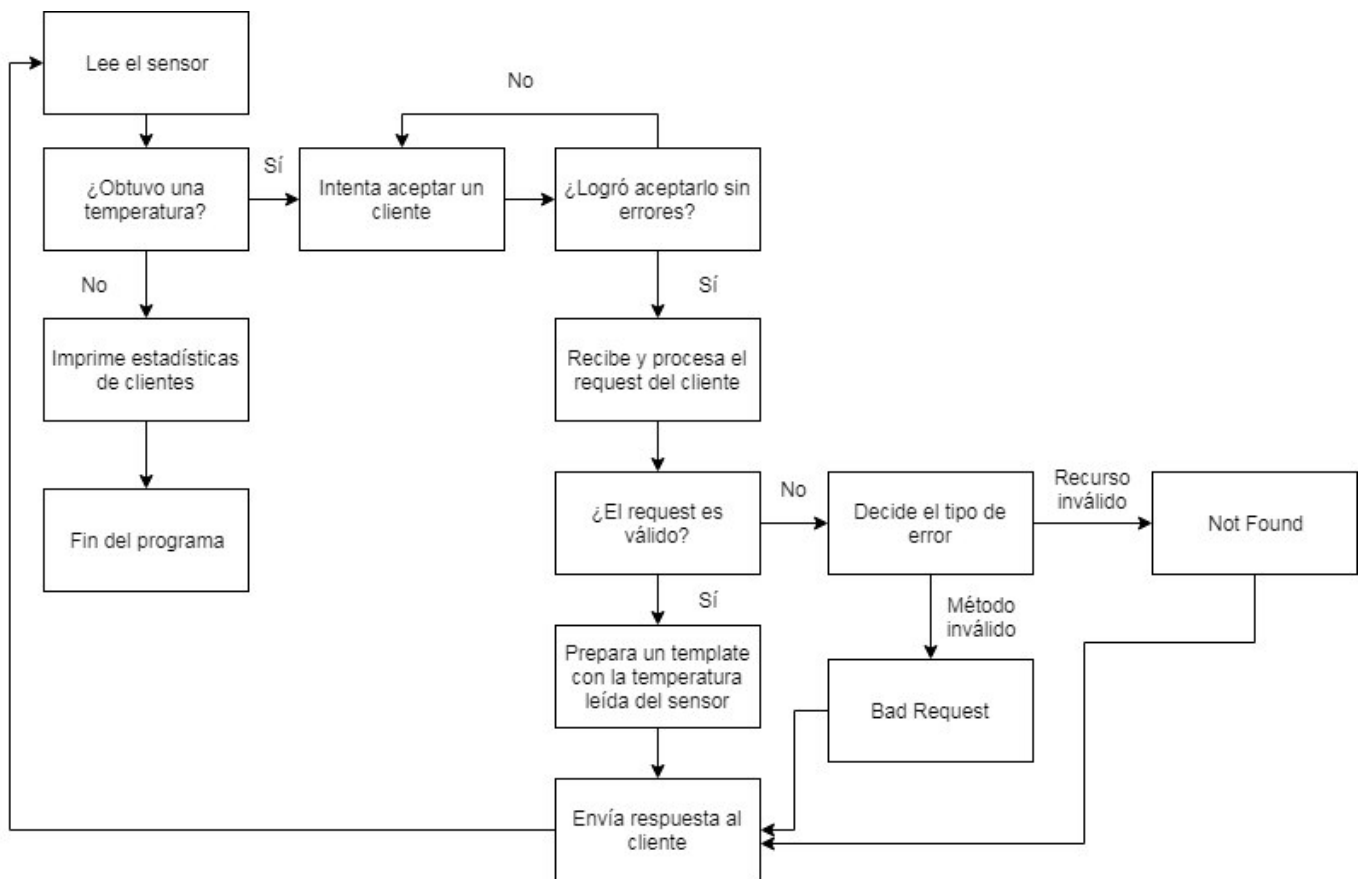 Lee el sensor
No
¿Obtuvo una
temperatura?
Sí
Intenta aceptar un
cliente
¿Logró aceptarlo sin
errores?
No
Sí
Imprime estadísticas
de clientes
Recibe y procesa el
request del cliente
Fin del programa
¿El request es
válido?
No
Decide el tipo de
error
Recurso
inválido
Not Found
Sí
Método
inválido
Prepara un template
con la temperatura
leída del sensor
Bad Request
Envía respuesta al
cliente